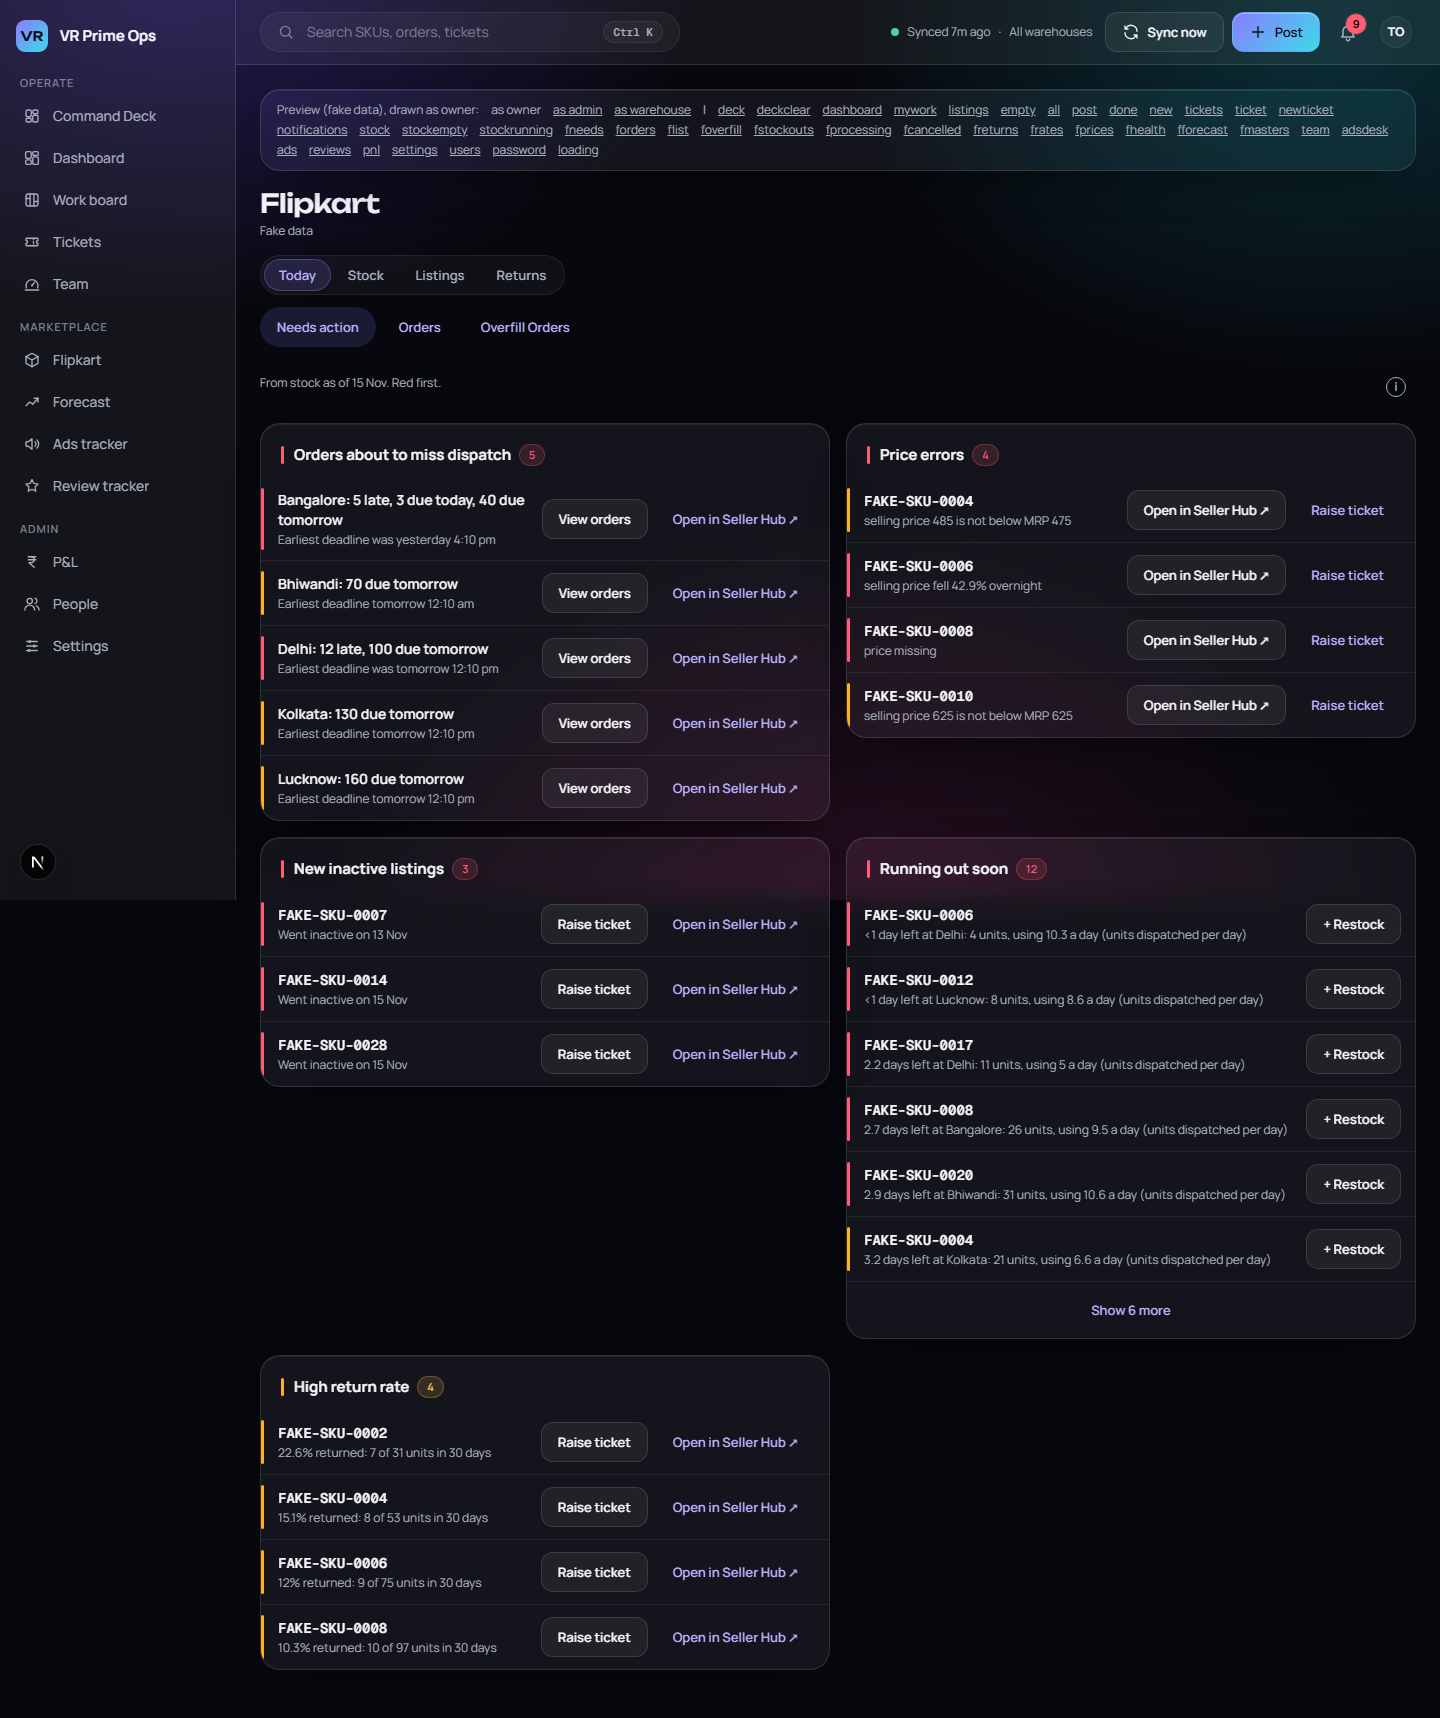 VR VR Prime Ops
Search SKUs, orders, tickets Ctrl K
Synced 7m ago · All warehouses
Sync now
+ Post
9
TO
OPERATE
Command Deck
Dashboard
Work board
Tickets
Team
MARKETPLACE
Flipkart
Forecast
Ads tracker
Review tracker
ADMIN
₹ P&L
People
Settings
N
Preview (fake data), drawn as owner: as owner as admin as warehouse | deck deckclear dashboard mywork listings empty all post done new tickets ticket newticket
notifications stock stockempty stockrunning fneeds forders flist foverfill fstockouts fprocessing fcancelled freturns frates fprices fhealth fforecast fmasters team adsdesk
ads reviews pnl settings users password loading
Flipkart
Fake data
Today Stock Listings Returns
Needs action Orders Overfill Orders
From stock as of 15 Nov. Red first.
i
Orders about to miss dispatch 5
Bangalore: 5 late, 3 due today, 40 due
tomorrow
Earliest deadline was yesterday 4:10 pm
View orders Open in Seller Hub ↗
Bhiwandi: 70 due tomorrow
Earliest deadline tomorrow 12:10 am
View orders Open in Seller Hub ↗
Delhi: 12 late, 100 due tomorrow
Earliest deadline was tomorrow 12:10 pm
View orders Open in Seller Hub ↗
Kolkata: 130 due tomorrow
Earliest deadline tomorrow 12:10 pm
View orders Open in Seller Hub ↗
Lucknow: 160 due tomorrow
Earliest deadline tomorrow 12:10 pm
View orders Open in Seller Hub ↗
Price errors 4
FAKE-SKU-0004
selling price 485 is not below MRP 475
Open in Seller Hub ↗ Raise ticket
FAKE-SKU-0006
selling price fell 42.9% overnight
Open in Seller Hub ↗ Raise ticket
FAKE-SKU-0008
price missing
Open in Seller Hub ↗ Raise ticket
FAKE-SKU-0010
selling price 625 is not below MRP 625
Open in Seller Hub ↗ Raise ticket
New inactive listings 3
FAKE-SKU-0007
Went inactive on 13 Nov
Raise ticket Open in Seller Hub ↗
FAKE-SKU-0014
Went inactive on 15 Nov
Raise ticket Open in Seller Hub ↗
FAKE-SKU-0028
Went inactive on 15 Nov
Raise ticket Open in Seller Hub ↗
Running out soon 12
FAKE-SKU-0006
<1 day left at Delhi: 4 units, using 10.3 a day (units dispatched per day)
+ Restock
FAKE-SKU-0012
<1 day left at Lucknow: 8 units, using 8.6 a day (units dispatched per day)
+ Restock
FAKE-SKU-0017
2.2 days left at Delhi: 11 units, using 5 a day (units dispatched per day)
+ Restock
FAKE-SKU-0008
2.7 days left at Bangalore: 26 units, using 9.5 a day (units dispatched per day)
+ Restock
FAKE-SKU-0020
2.9 days left at Bhiwandi: 31 units, using 10.6 a day (units dispatched per day)
+ Restock
FAKE-SKU-0004
3.2 days left at Kolkata: 21 units, using 6.6 a day (units dispatched per day)
+ Restock
Show 6 more
High return rate 4
FAKE-SKU-0002
22.6% returned: 7 of 31 units in 30 days
Raise ticket Open in Seller Hub ↗
FAKE-SKU-0004
15.1% returned: 8 of 53 units in 30 days
Raise ticket Open in Seller Hub ↗
FAKE-SKU-0006
12% returned: 9 of 75 units in 30 days
Raise ticket Open in Seller Hub ↗
FAKE-SKU-0008
10.3% returned: 10 of 97 units in 30 days
Raise ticket Open in Seller Hub ↗